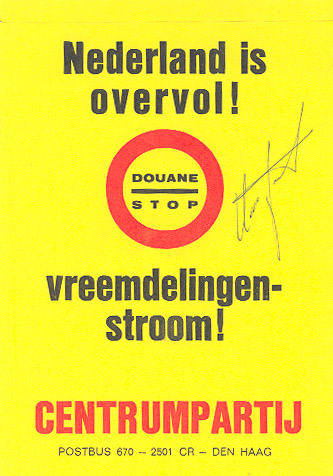 Nederland is
overvol!
DOUANE
STOP
vreemdelingen-
stroom!
CENTRUMPARTIJ
POSTBUS 670 – 2501 CR – DEN HAAG